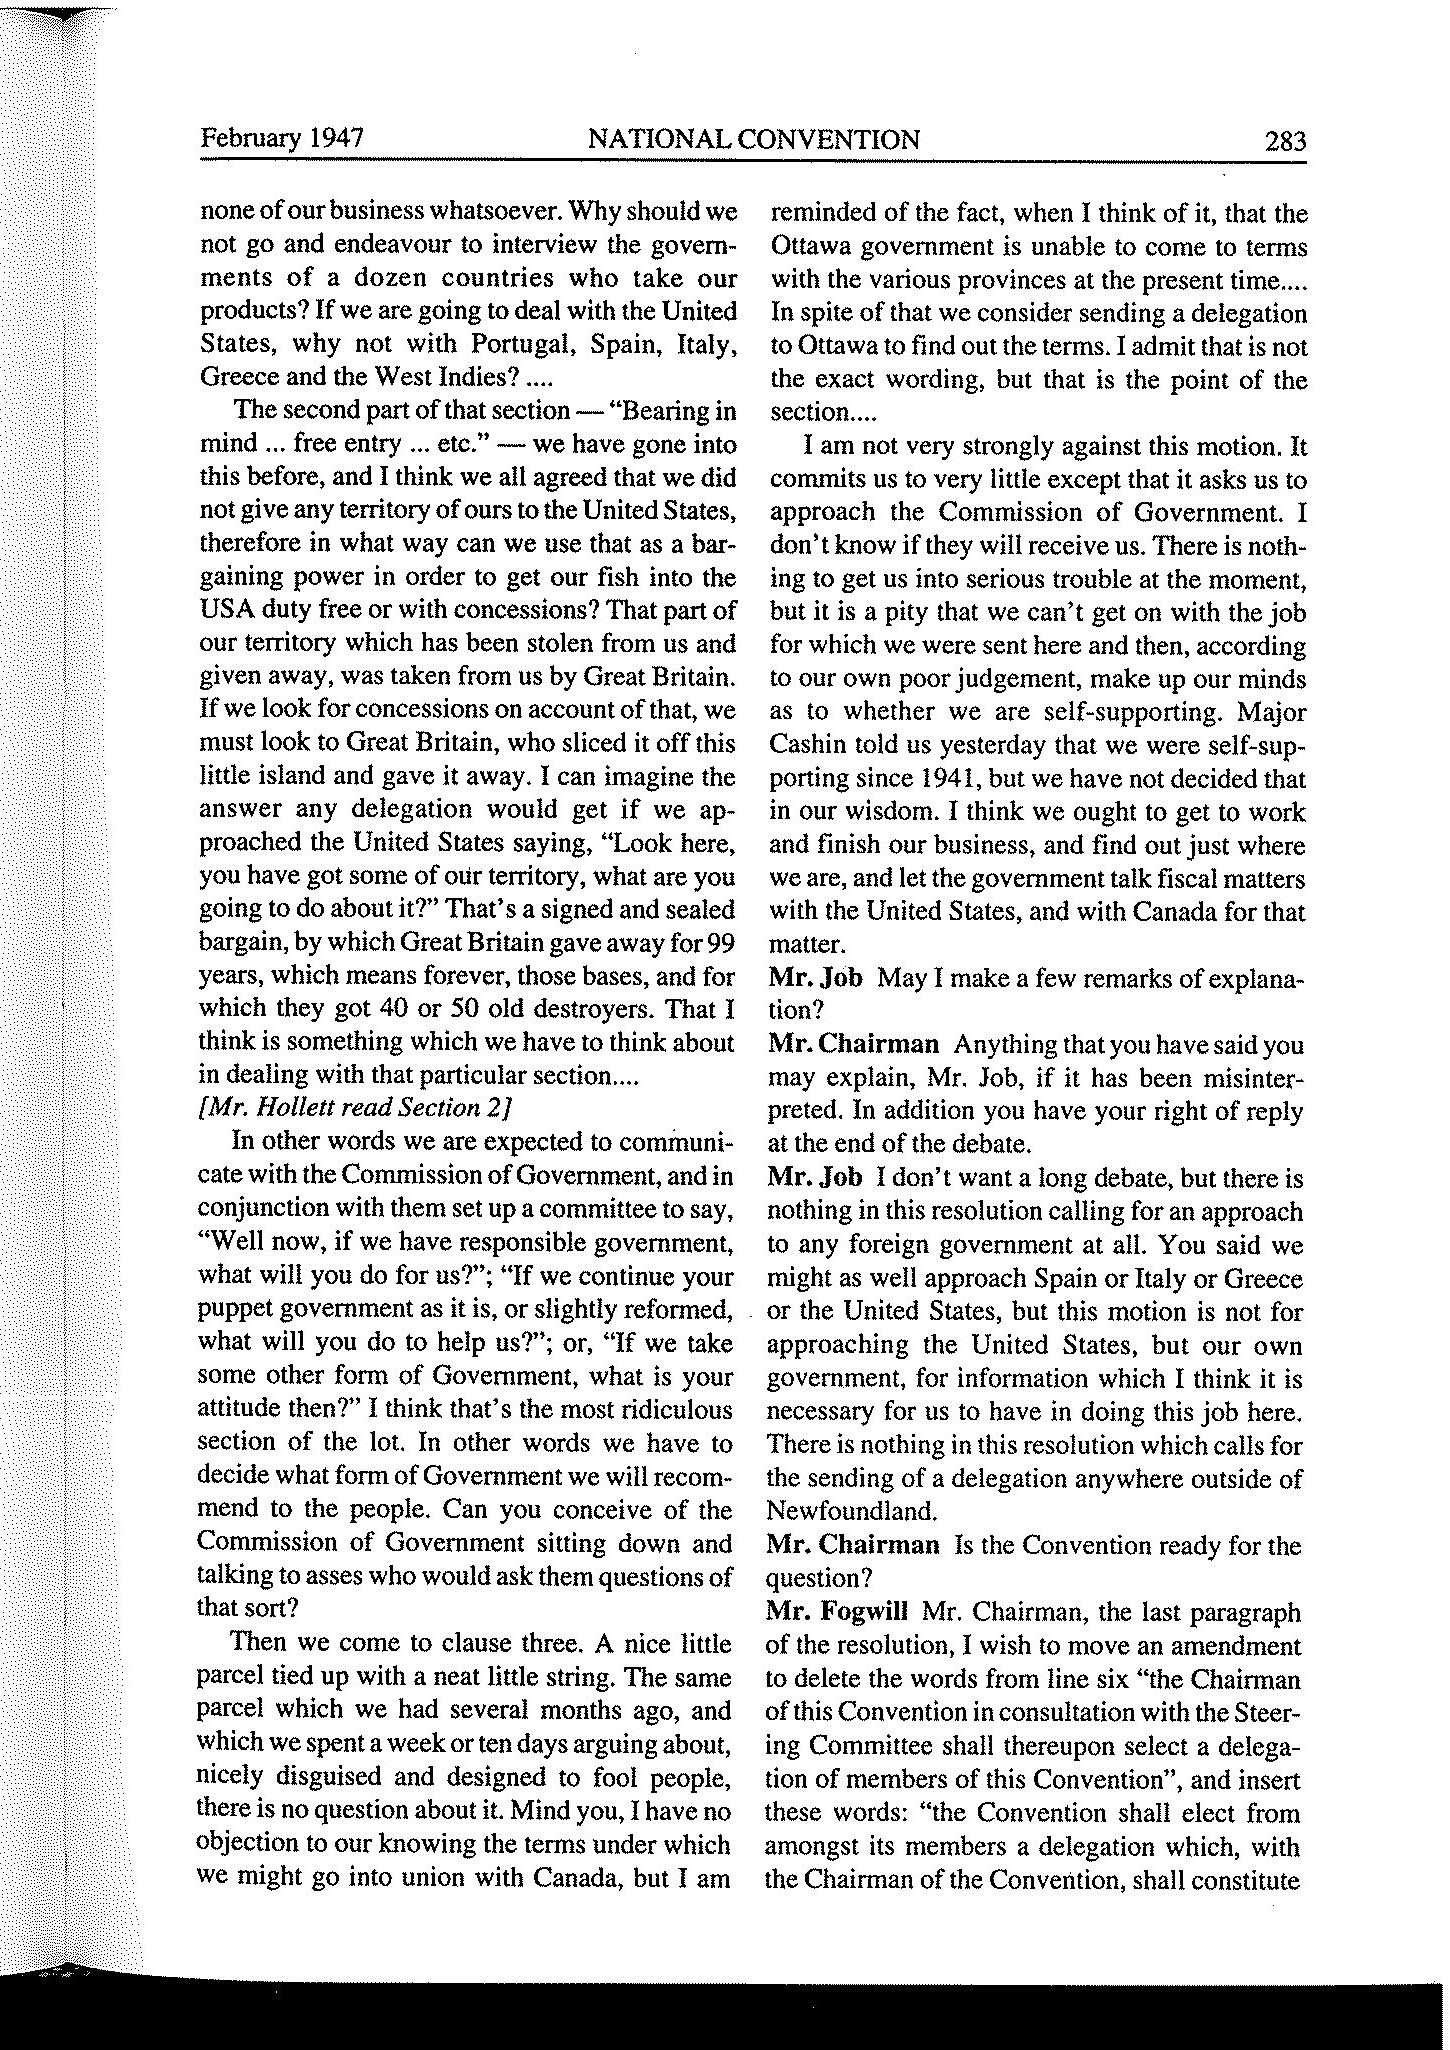 February 1947 NATIONAL CONVENTION 283
none of our business whatsoever. Why should we
not go and endeavour to interview the govern-
ments of a dozen countries who take our
products? If we are going to deal with the United
States, why not with Portugal, Spain, Italy,
Greece and the West Indies? ....
The second part of that section — “Bearing in
mind ... free entry ... etc.” — we have gone into
this before, and I think we all agreed that we did
not give any territory of ours to the United States,
therefore in what way can we use that as a bar-
gaining power in order to get our fish into the
USA duty free or with concessions? That part of
our territory which has been stolen from us and
given away, was taken from us by Great Britain.
If we look for concessions on account of that, we
must look to Great Britain, who sliced it off this
little island and gave it away. I can imagine the
answer any delegation would get if we ap-
proached the United States saying, “Look here,
you have got some of our territory, what are you
going to do about it?” That’s a signed and sealed
bargain, by which Great Britain gave away for 99
years, which means forever, those bases, and for
which they got 40 or 50 old destroyers. That I
think is something which we have to think about
in dealing with that particular section....
[Mr. Hollett read Section 2]
In other words we are expected to communi-
cate with the Commission of Government, and in
conjunction with them set up a committee to say,
“Well now, if we have responsible government,
what will you do for us?”; “If we continue your
puppet government as it is, or slightly reformed,
what will you do to help us?”; or, “If we take
some other form of Government, what is your
attitude then?” I think that’s the most ridiculous
section of the lot. In other words we have to
decide what form of Government we will recom-
mend to the people. Can you conceive of the
Commission of Government sitting down and
talking to asses who would ask them questions of
that sort?
Then we come to clause three. A nice little
parcel tied up with a neat little string. The same
parcel which we had several months ago, and
which we spent a week or ten days arguing about,
nicely disguised and designed to fool people,
there is no question about it. Mind you, I have no
objection to our knowing the terms under which
we might go into union with Canada, but I am
reminded of the fact, when I think of it, that the
Ottawa government is unable to come to terms
with the various provinces at the present time....
In spite of that we consider sending a delegation
to Ottawa to find out the terms. I admit that is not
the exact wording, but that is the point of the
section....
I am not very strongly against this motion. It
commits us to very little except that it asks us to
approach the Commission of Government. I
don’t know if they will receive us. There is noth-
ing to get us into serious trouble at the moment,
but it is a pity that we can’t get on with the job
for which we were sent here and then, according
to our own poor judgement, make up our minds
as to whether we are self-supporting. Major
Cashin told us yesterday that we were self-sup-
porting since 1941, but we have not decided that
in our wisdom. I think we ought to get to work
and finish our business, and find out just where
we are, and let the government talk fiscal matters
with the United States, and with Canada for that
matter.
Mr. Job May I make a few remarks of explana-
tion?
Mr. Chairman Anything that you have said you
may explain, Mr. Job, if it has been misinter-
preted. In addition you have your right of reply
at the end of the debate.
Mr. Job I don’t want a long debate, but there is
nothing in this resolution calling for an approach
to any foreign government at all. You said we
might as well approach Spain or Italy or Greece
or the United States, but this motion is not for
approaching the United States, but our own
government, for information which I think it is
necessary for us to have in doing this job here.
There is nothing in this resolution which calls for
the sending of a delegation anywhere outside of
Newfoundland.
Mr. Chairman Is the Convention ready for the
question?
Mr. Fogwill Mr. Chairman, the last paragraph
of the resolution, I wish to move an amendment
to delete the words from line six “the Chairman
of this Convention in consultation with the Steer-
ing Committee shall thereupon select a delega-
tion of members of this Convention”, and insert
these words: “the Convention shall elect from
amongst its members a delegation which, with
the Chairman of the Convention, shall constitute